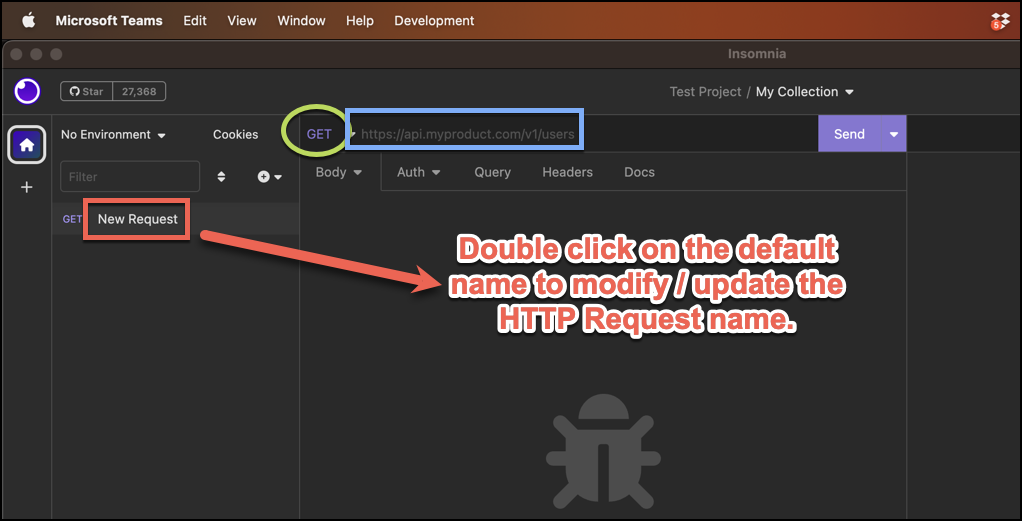 Microsoft Teams Edit View Window Help Development
5
Insomnia
Star 27,368
Test Project / My Collection
No Environment Cookies
GET https://api.myproduct.com/v1/users Send
Filter
Body Auth Query Headers Docs
GET New Request
Double click on the default
name to modify / update the
HTTP Request name.